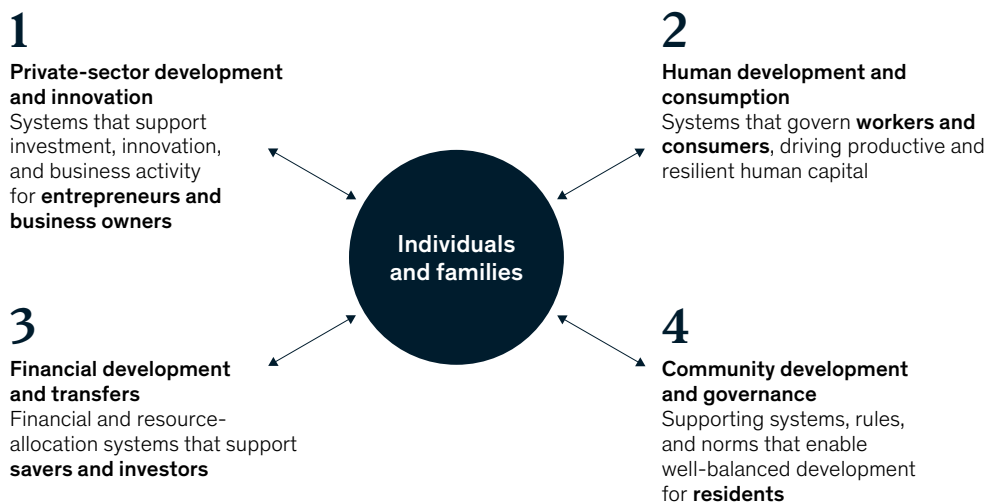 1
Private-sector development
and innovation
Systems that support
investment, innovation,
and business activity
for entrepreneurs and
business owners
2
Human development and
consumption
Systems that govern workers and
consumers, driving productive and
resilient human capital
Individuals
and families
3
Financial development
and transfers
Financial and resource-
allocation systems that support
savers and investors
4
Community development
and governance
Supporting systems, rules,
and norms that enable
well-balanced development
for residents